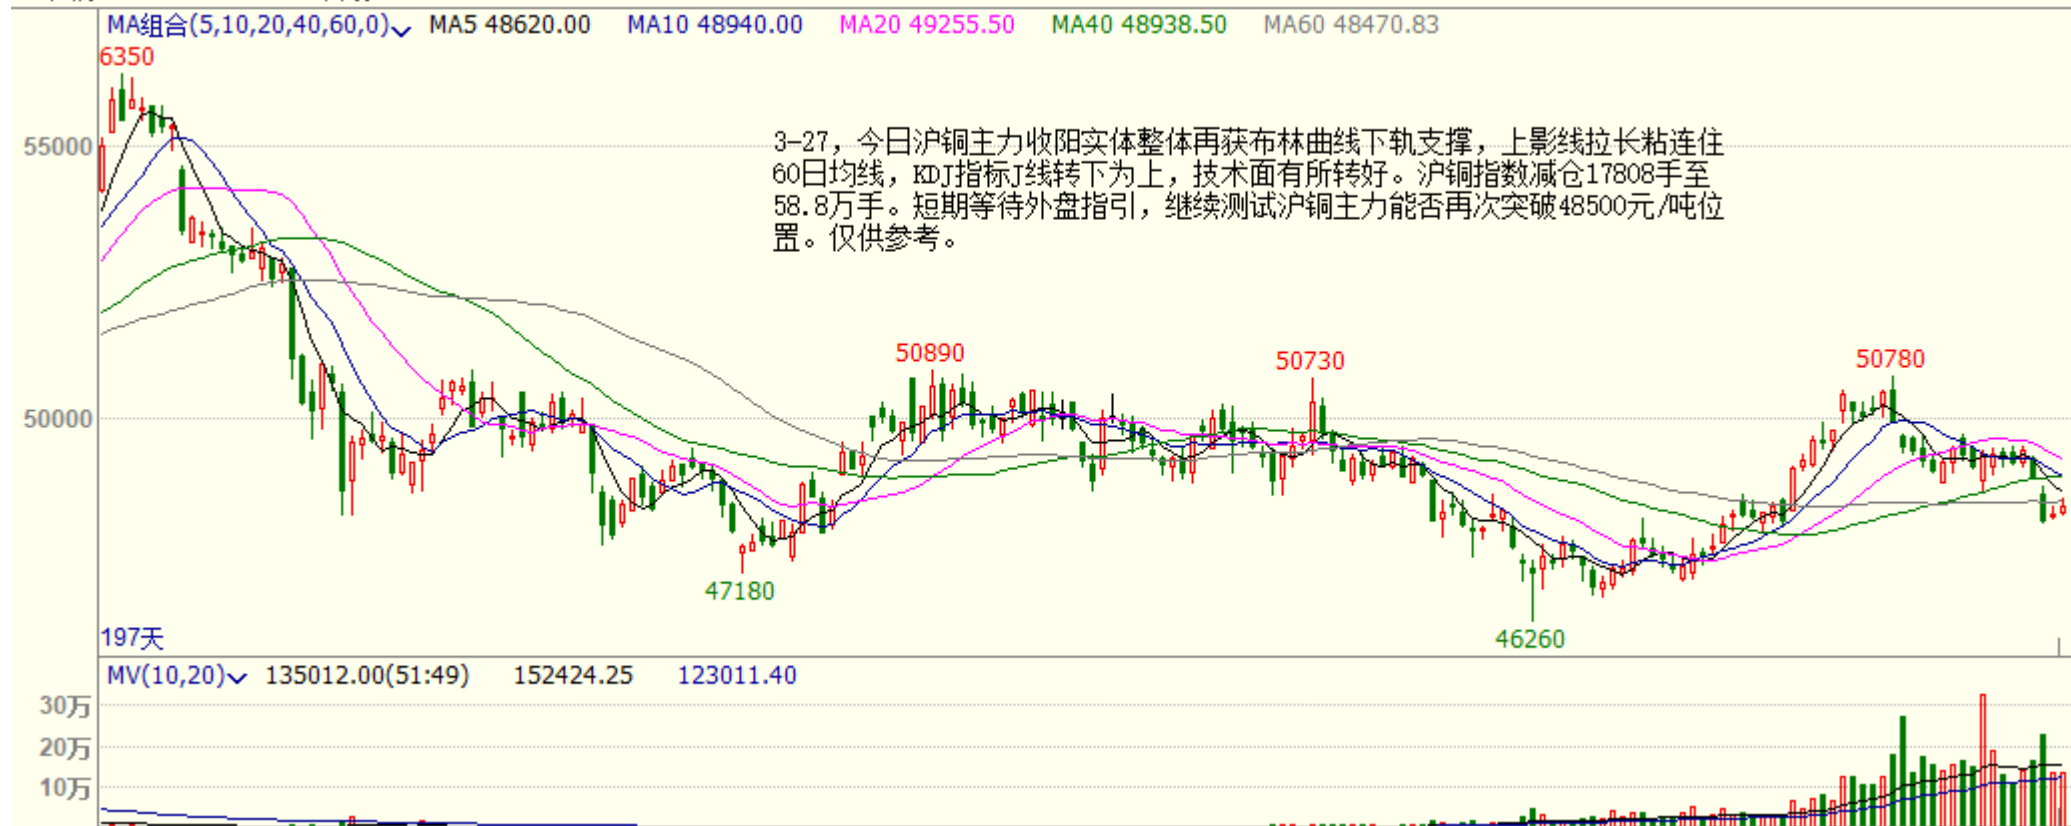 MA组合(5,10,20,40,60,0) MA5 48620.00 MA10 48940.00 MA20 49255.50 MA40 48938.50 MA60 48470.83
6350
55000
3-27，今日沪铜主力收阳实体整体再获布林曲线下轨支撑，上影线拉长粘连住
60日均线，KDJ指标J线转下为上，技术面有所转好。沪铜指数减仓17808手至
58.8万手。短期等待外盘指引，继续测试沪铜主力能否再次突破48500元/吨位
置。仅供参考。
50890
50730
50780
50000
47180
46260
197天
MV(10,20) 135012.00(51:49) 152424.25 123011.40
30万
20万
10万